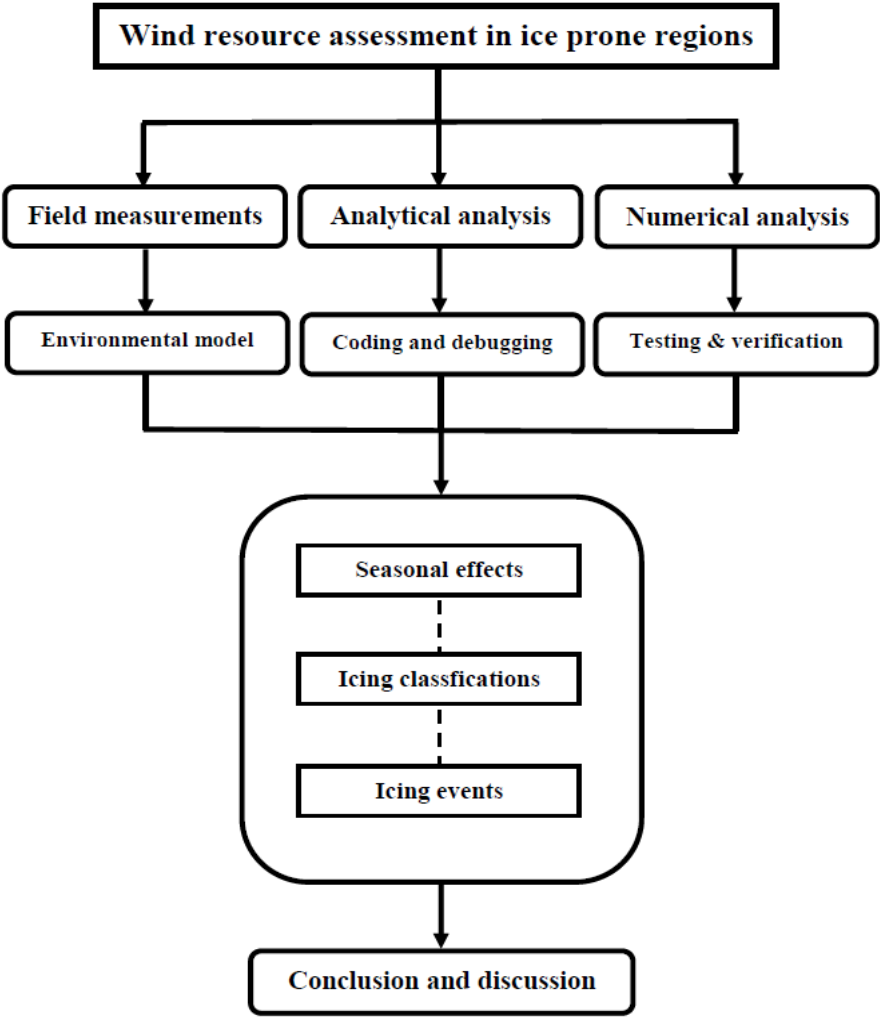 Wind resource assessment in ice prone regions
Field measurements
Analytical analysis
Numerical analysis
Environmental model
Coding and debugging
Testing & verification
Seasonal effects
Icing classfications
Icing events
Conclusion and discussion